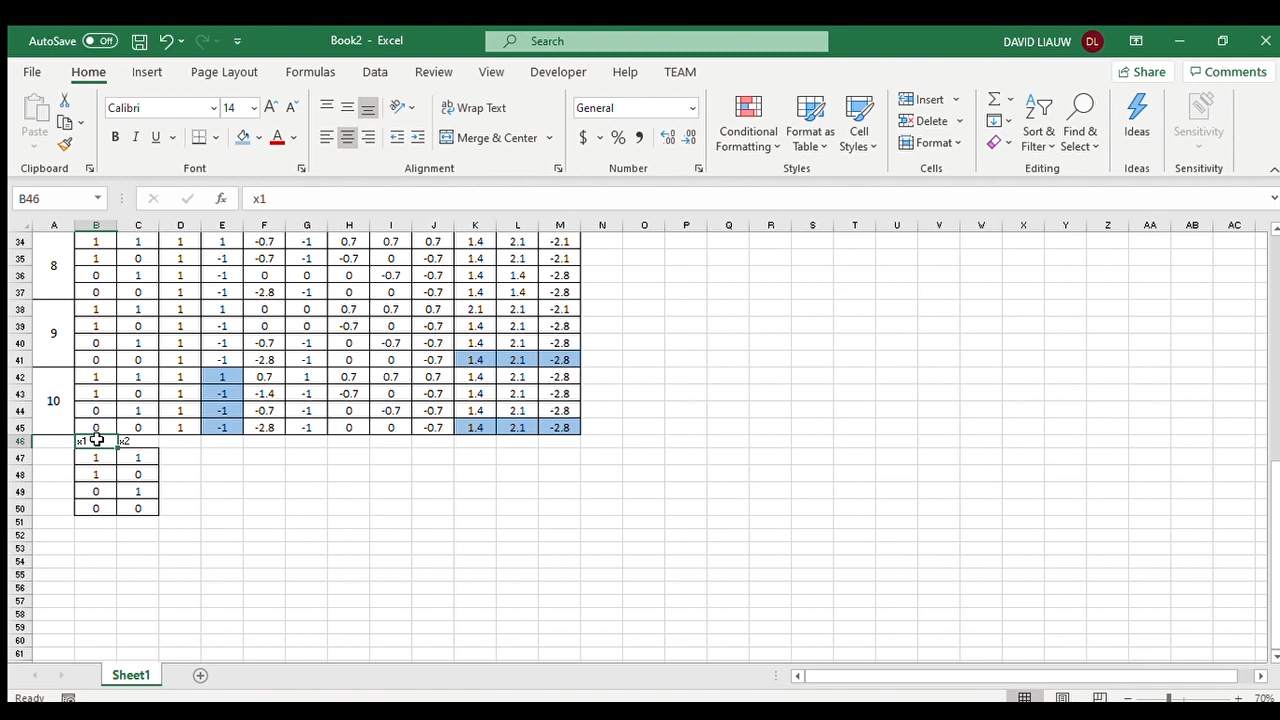 AutoSave Off Book2 - Excel Search DAVID LIAUW DL
File Home Insert Page Layout Formulas Data Review View Developer Help TEAM Share Comments
Paste Calibri 14 A A B I U A Wrap Text Merge & Center General $ % , Conditional Formatting Format as Table Cell Styles Insert Delete Format Sort & Filter Find & Select Ideas Sensitivity
Clipboard Font Alignment Number Styles Cells Editing Ideas Sensitivity
B46 fx x1
A B C D E F G H I J K L M N O P Q R S T U V W X Y Z AA AB AC
34 1 1 1 1 -0.7 -1 0.7 0.7 0.7 1.4 2.1 -2.1
35 8 1 0 1 -1 -0.7 -1 -0.7 0 -0.7 1.4 2.1 -2.1
36 0 1 1 -1 0 0 0 -0.7 -0.7 1.4 1.4 -2.8
37 0 0 1 -1 -2.8 -1 0 0 -0.7 1.4 1.4 -2.8
38 1 1 1 1 0 0 0.7 0.7 0.7 2.1 2.1 -2.1
39 9 1 0 1 -1 0 0 -0.7 0 -0.7 1.4 2.1 -2.8
40 0 1 1 -1 -0.7 -1 0 -0.7 -0.7 1.4 2.1 -2.8
41 0 0 1 -1 -2.8 -1 0 0 -0.7 1.4 2.1 -2.8
42 1 1 1 1 0.7 1 0.7 0.7 0.7 1.4 2.1 -2.8
43 10 1 0 1 -1 -1.4 -1 -0.7 0 -0.7 1.4 2.1 -2.8
44 0 1 1 -1 -0.7 -1 0 -0.7 -0.7 1.4 2.1 -2.8
45 0 0 1 -1 -2.8 -1 0 0 -0.7 1.4 2.1 -2.8
46 x1 x2
47 1 1
48 1 0
49 0 1
50 0 0
51
52
53
54
55
56
57
58
59
60
61
Sheet1
Ready 70%